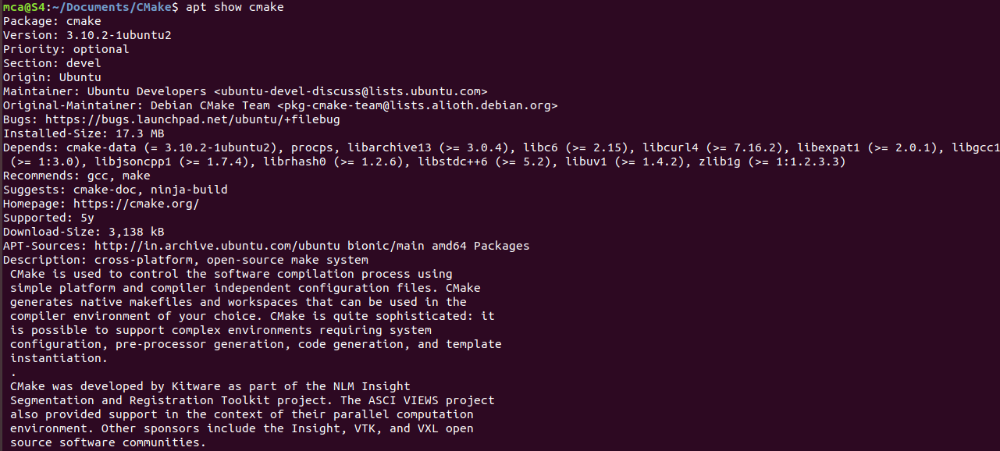 mca@S4:~/Documents/CMake$ apt show cmake
Package: cmake
Version: 3.10.2-1ubuntu2
Priority: optional
Section: devel
Origin: Ubuntu
Maintainer: Ubuntu Developers <ubuntu-devel-discuss@lists.ubuntu.com>
Original-Maintainer: Debian CMake Team <pkg-cmake-team@lists.alioth.debian.org>
Bugs: https://bugs.launchpad.net/ubuntu/+filebug
Installed-Size: 17.3 MB
Depends: cmake-data (= 3.10.2-1ubuntu2), procps, libarchive13 (>= 3.0.4), libc6 (>= 2.15), libcurl4 (>= 7.16.2), libexpat1 (>= 2.0.1), libgcc1
 (>= 1:3.0), libjsoncpp1 (>= 1.7.4), librhash0 (>= 1.2.6), libstdc++6 (>= 5.2), libuv1 (>= 1.4.2), zlib1g (>= 1:1.2.3.3)
Recommends: gcc, make
Suggests: cmake-doc, ninja-build
Homepage: https://cmake.org/
Supported: 5y
Download-Size: 3,138 kB
APT-Sources: http://in.archive.ubuntu.com/ubuntu bionic/main amd64 Packages
Description: cross-platform, open-source make system
 CMake is used to control the software compilation process using
 simple platform and compiler independent configuration files. CMake
 generates native makefiles and workspaces that can be used in the
 compiler environment of your choice. CMake is quite sophisticated: it
 is possible to support complex environments requiring system
 configuration, pre-processor generation, code generation, and template
 instantiation.
 .
 CMake was developed by Kitware as part of the NLM Insight
 Segmentation and Registration Toolkit project. The ASCI VIEWS project
 also provided support in the context of their parallel computation
 environment. Other sponsors include the Insight, VTK, and VXL open
 source software communities.